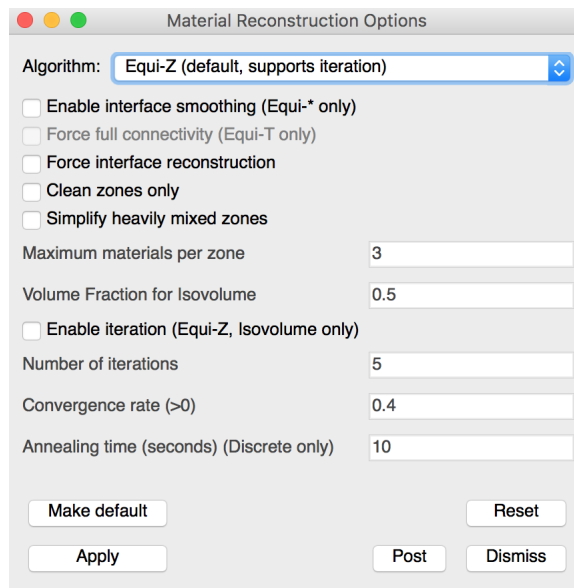 Material Reconstruction Options
Algorithm: Equi-Z (default, supports iteration)
Enable interface smoothing (Equi-* only)
Force full connectivity (Equi-T only)
Force interface reconstruction
Clean zones only
Simplify heavily mixed zones
Maximum materials per zone 3
Volume Fraction for Isovolume 0.5
Enable iteration (Equi-Z, Isovolume only)
Number of iterations 5
Convergence rate (>0) 0.4
Annealing time (seconds) (Discrete only) 10
Make default Reset
Apply Post Dismiss